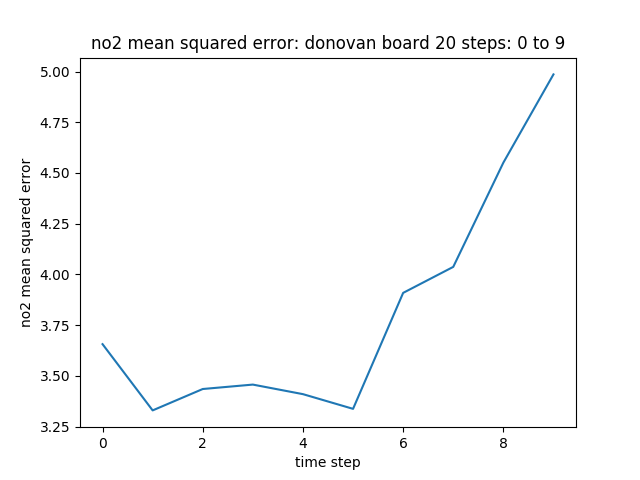 no2 mean squared error: donovan board 20 steps: 0 to 9
no2 mean squared error
5.00
4.75
4.50
4.25
4.00
3.75
3.50
3.25
0 2 4 6 8
time step